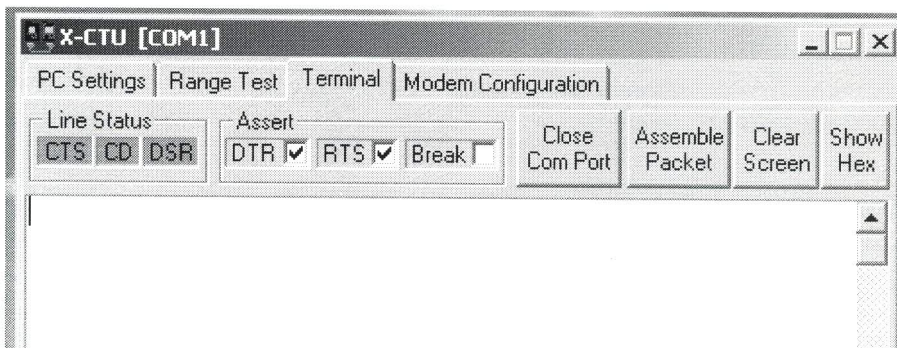 X-CTU [COM1]
PC Settings Range Test Terminal Modem Configuration
Line Status
CTS CD DSR
Assert
DTR RTS Break
Close
Com Port
Assemble
Packet
Clear
Screen
Show
Hex